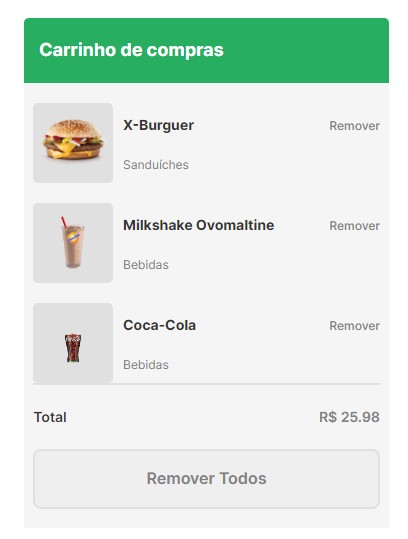 Carrinho de compras
X-Burguer
Remover
Sanduíches
Milkshake Ovomaltine
Remover
Bebidas
Coca-Cola
Remover
Bebidas
Total
R$ 25.98
Remover Todos